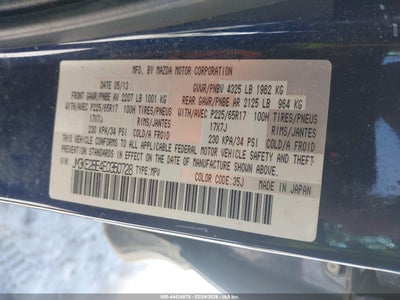 MFD. BY MAZDA MOTOR CORPORATION
DATE 05/13 GVWR/PNBV 4325 LB 1962 KG
FRONT GAWR/PNBE AV 2207 LB 1001 KG REAR GAWR/PNBE AR 2125 LB 964 KG
WITH/AVEC P225/65R17 100H TIRES/PNEUS WITH/AVEC P225/65R17 100H TIRES/PNEUS
17X7J RIMS/JANTES 17X7J RIMS/JANTES
230 KPA/34 PSI COLD/A FROID 230 KPA/34 PSI COLD/A FROID
THIS VEHICLE CONFORMS TO ALL APPLICABLE FEDERAL MOTOR VEHICLE SAFETY, BUMPER, AND THEFT PREVENTION STANDARDS IN EFFECT ON THE DATE OF MANUFACTURE SHOWN ABOVE.
TYPE:MPV
COLOR CODE:35J MADE IN JAPAN